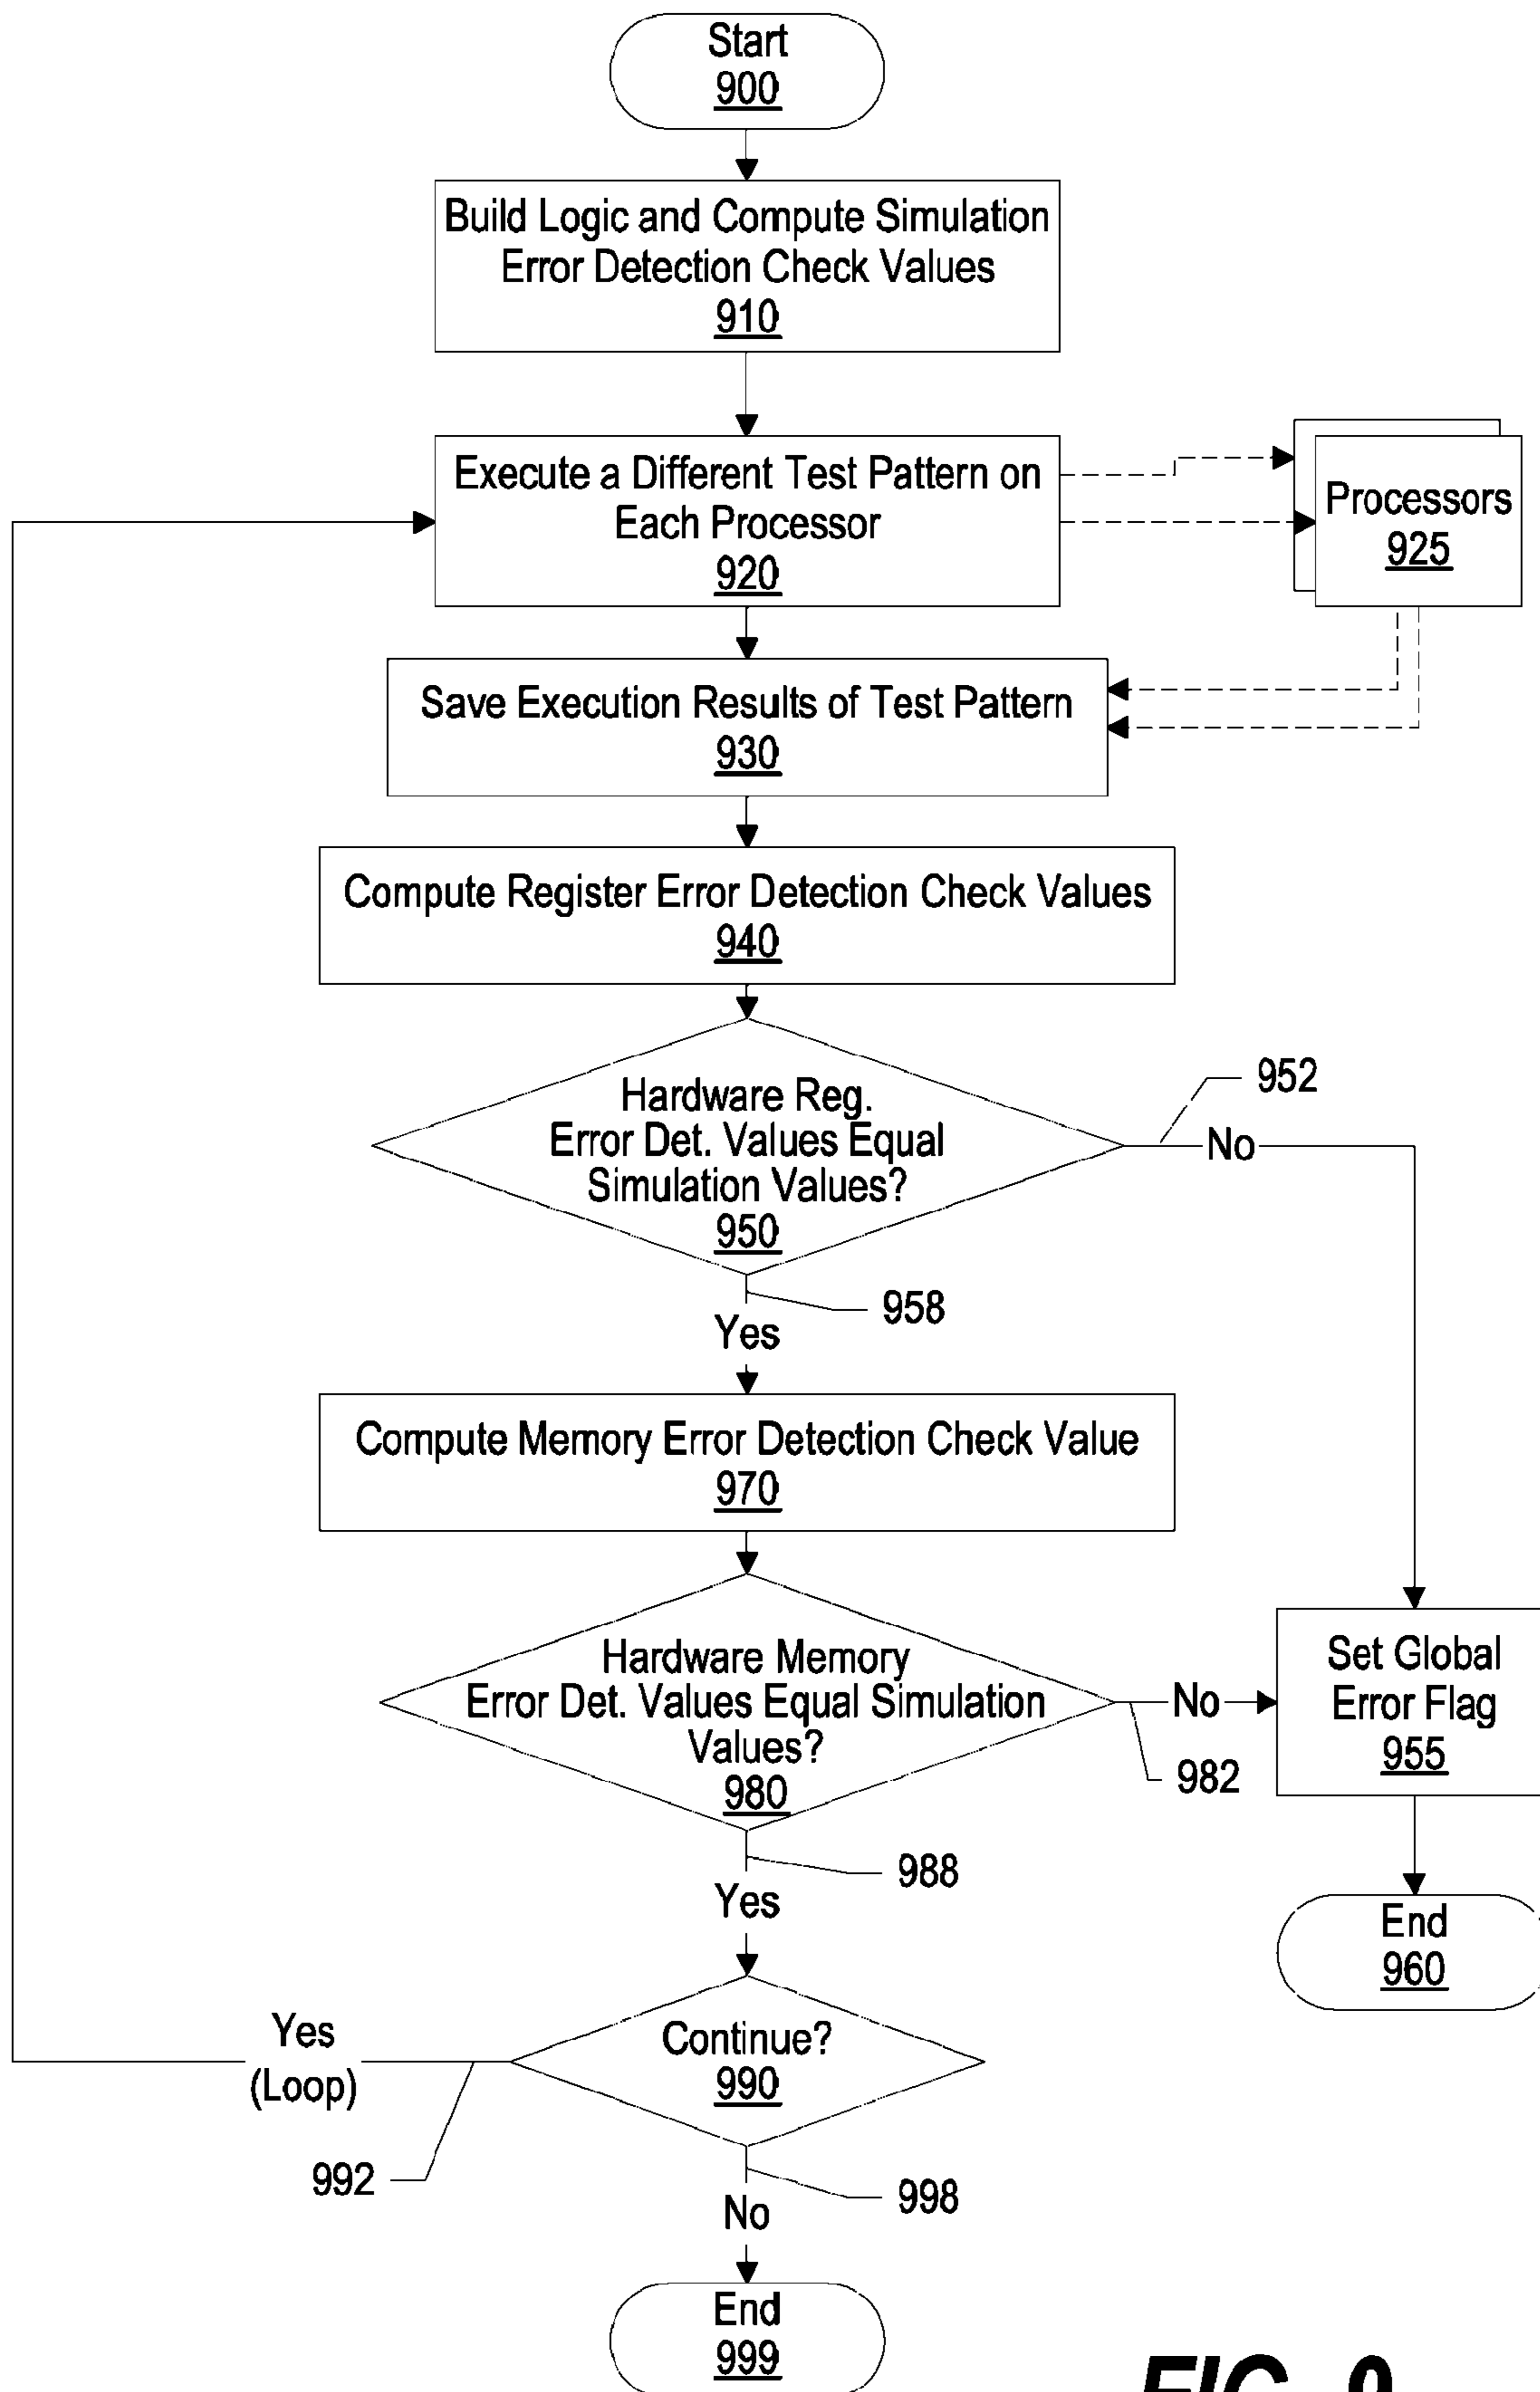 Start
900
Build Logic and Compute Simulation
Error Detection Check Values
910
Execute a Different Test Pattern on
Each Processor
920
Processors
925
Save Execution Results of Test Pattern
930
Compute Register Error Detection Check Values
940
Hardware Reg.
Error Det. Values Equal
Simulation Values?
950
952
No
958
Yes
Compute Memory Error Detection Check Value
970
Hardware Memory
Error Det. Values Equal Simulation
Values?
980
No
982
Set Global
Error Flag
955
988
Yes
End
960
Continue?
990
Yes
(Loop)
992
998
No
End
999
FIG. 9